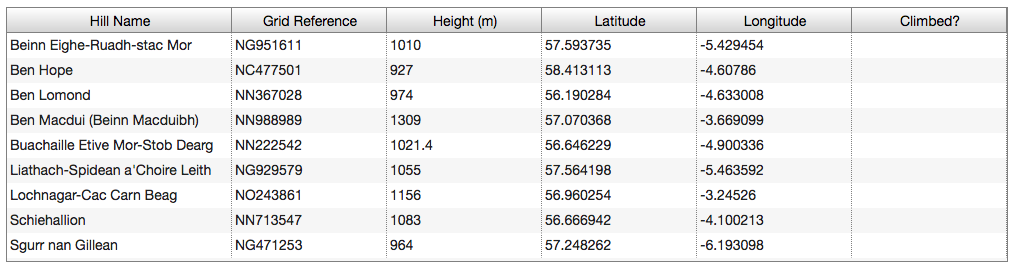 Hill Name Grid Reference Height (m) Latitude Longitude Climbed?
Beinn Eighe-Ruadh-stac Mor NG951611 1010 57.593735 -5.429454
Ben Hope NC477501 927 58.413113 -4.60786
Ben Lomond NN367028 974 56.190284 -4.633008
Ben Macdui (Beinn Macduibh) NN988989 1309 57.070368 -3.669099
Buachaille Etive Mor-Stob Dearg NN222542 1021.4 56.646229 -4.900336
Liathach-Spidean a'Choire Leith NG929579 1055 57.564198 -5.463592
Lochnagar-Cac Carn Beag NO243861 1156 56.960254 -3.24526
Schiehallion NN713547 1083 56.666942 -4.100213
Sgurr nan Gillean NG471253 964 57.248262 -6.193098